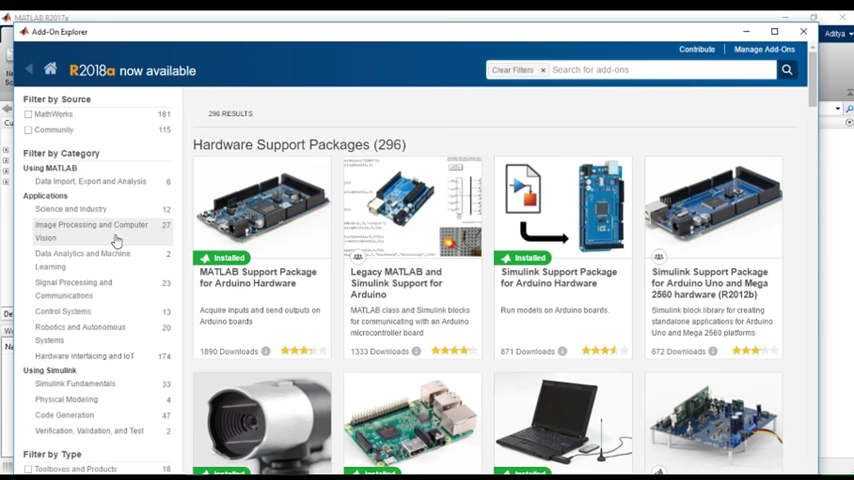 MATLAB R2017a
Add-On Explorer
Aditya
Contribute
Manage Add-Ons
R2018a now available
Clear Filters × Search for add-ons
Filter by Source
MathWorks 181
Community 115
Filter by Category
Using MATLAB
Data Import, Export and Analysis 6
Applications
Science and Industry 12
Image Processing and Computer 27
Vision
Data Analytics and Machine 2
Learning
Signal Processing and 23
Communications
Control Systems 13
Robotics and Autonomous 20
Systems
Hardware Interfacing and IoT 174
Using Simulink
Simulink Fundamentals 33
Physical Modeling 4
Code Generation 47
Verification, Validation, and Test 2
Filter by Type
Toolboxes and Products 18
296 RESULTS
Hardware Support Packages (296)
Installed
MATLAB Support Package
for Arduino Hardware
Acquire inputs and send outputs on
Arduino boards
1890 Downloads
Legacy MATLAB and
Simulink Support for
Arduino
MATLAB class and Simulink blocks
for communicating with an Arduino
microcontroller board
1333 Downloads
Installed
Simulink Support Package
for Arduino Hardware
Run models on Arduino boards.
871 Downloads
Simulink Support Package
for Arduino Uno and Mega
2560 hardware (R2012b)
Simulink block library for creating
standalone applications for Arduino
Uno and Mega 2560 platforms
672 Downloads
Installed
Installed
Installed